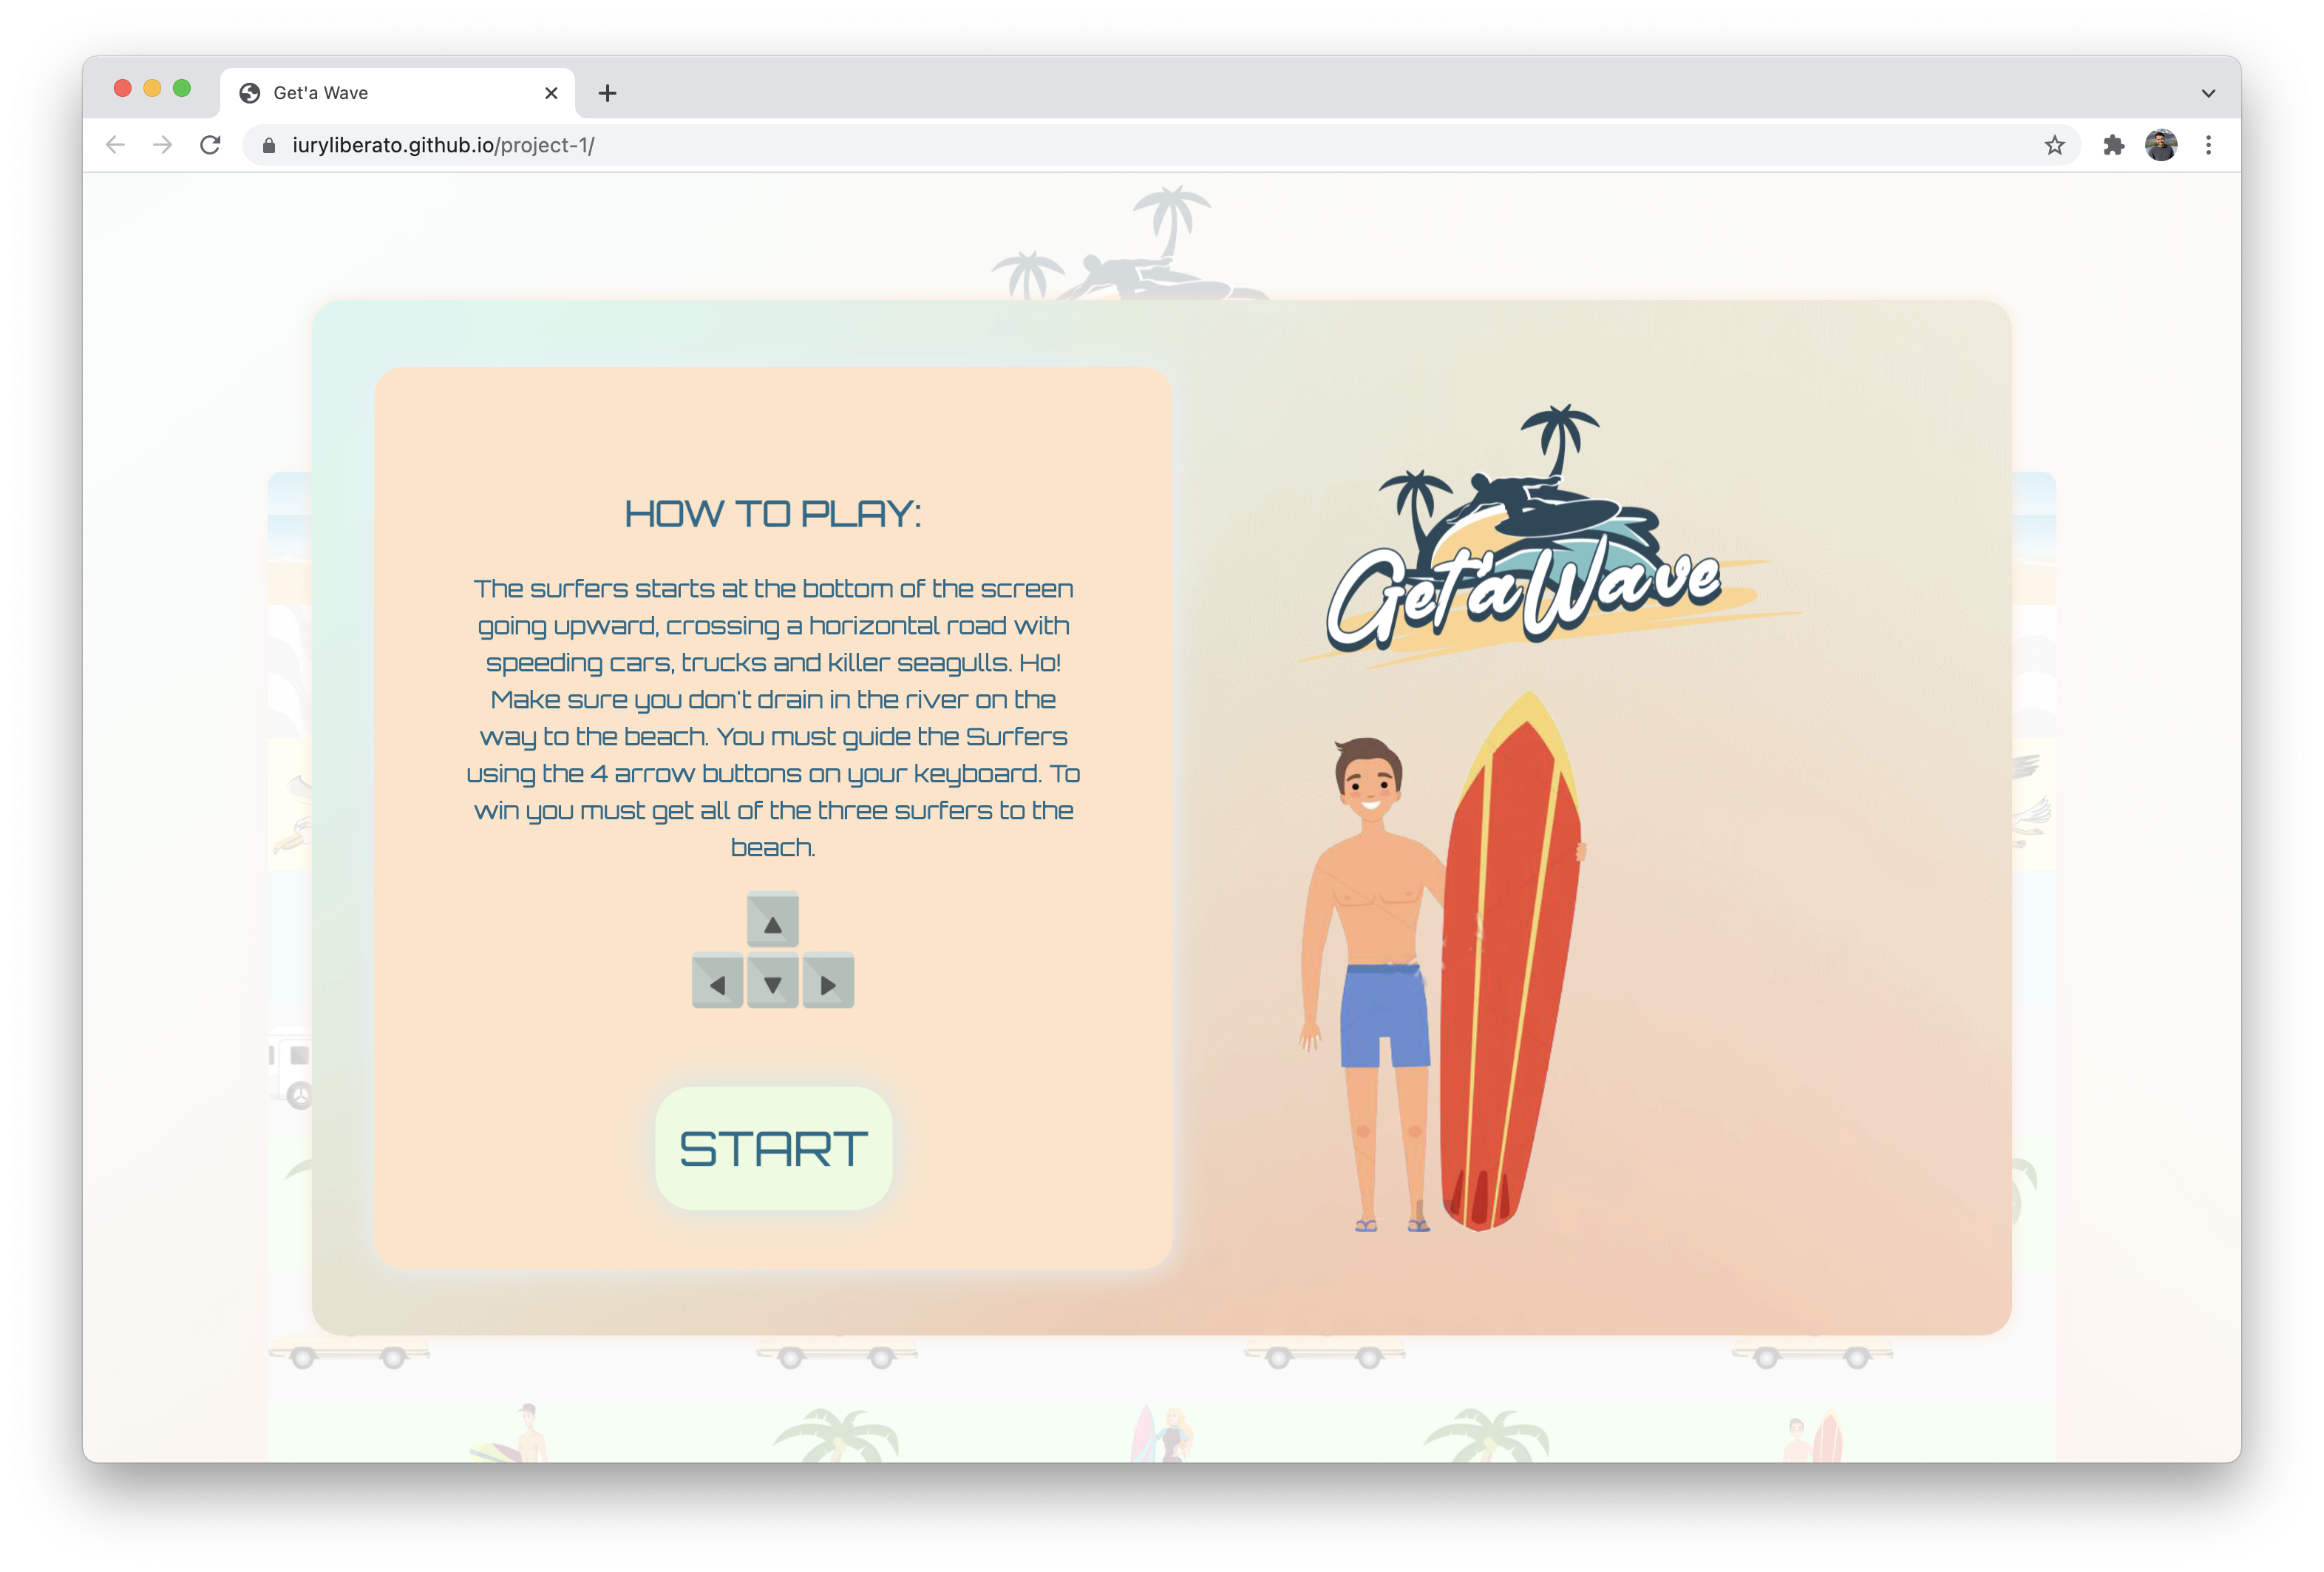 Get'a Wave
iuryliberato.github.io/project-1/
HOW TO PLAY:
The surfers starts at the bottom of the screen
going upward, crossing a horizontal road with
speeding cars, trucks and killer seagulls. Ho!
Make sure you don't drain in the river on the
way to the beach. You must guide the Surfers
using the 4 arrow buttons on your keyboard. To
win you must get all of the three surfers to the
beach.
START
Get'a Wave